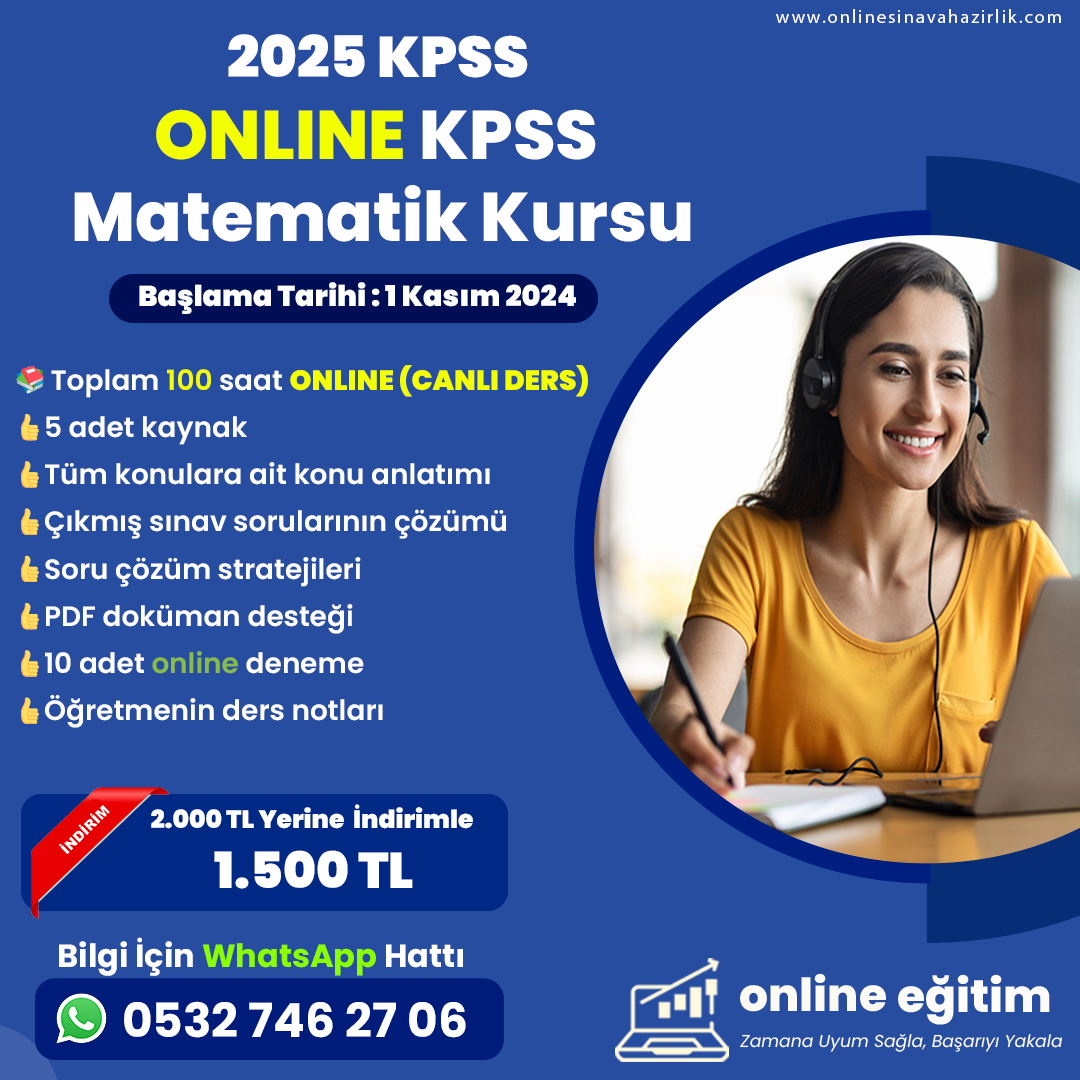 www.onlinesinavahazirlik.com
2025 KPSS
ONLINE KPSS
Matematik Kursu
Başlama Tarihi : 1 Kasım 2024
Toplam 100 saat ONLINE (CANLI DERS)
5 adet kaynak
Tüm konulara ait konu anlatımı
Çıkmış sınav sorularının çözümü
Soru çözüm stratejileri
PDF doküman desteği
10 adet online deneme
Öğretmenin ders notları
İNDİRİM
2.000 TL Yerine İndirimle
1.500 TL
Bilgi İçin WhatsApp Hattı
0532 746 27 06
online eğitim
Zamana Uyum Sağla, Başarıyı Yakala